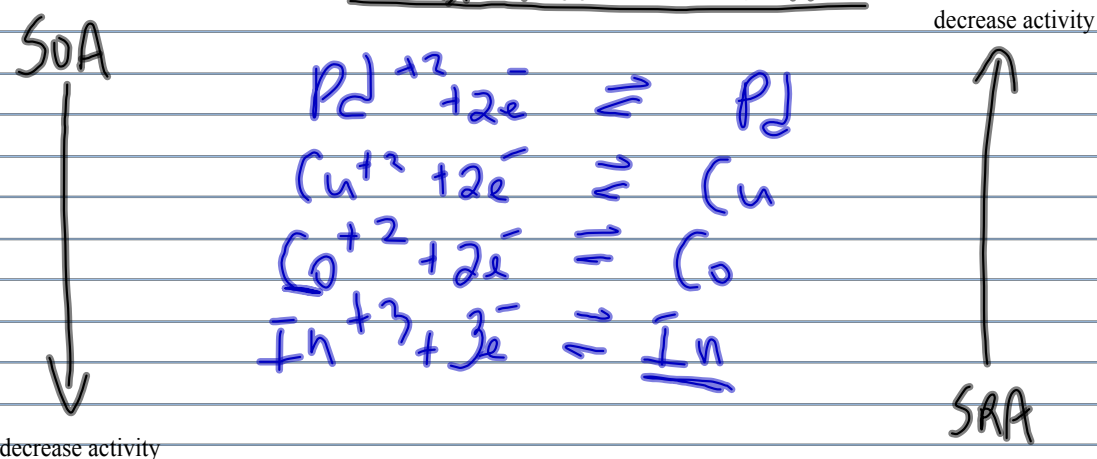 decrease activity
SOA
Pd⁺² + 2e⁻ ⇌ Pd
Cu⁺² + 2e⁻ ⇌ Cu
Co⁺² + 2e⁻ ⇌ Co
In⁺³ + 3e⁻ ⇌ In
SRA
decrease activity